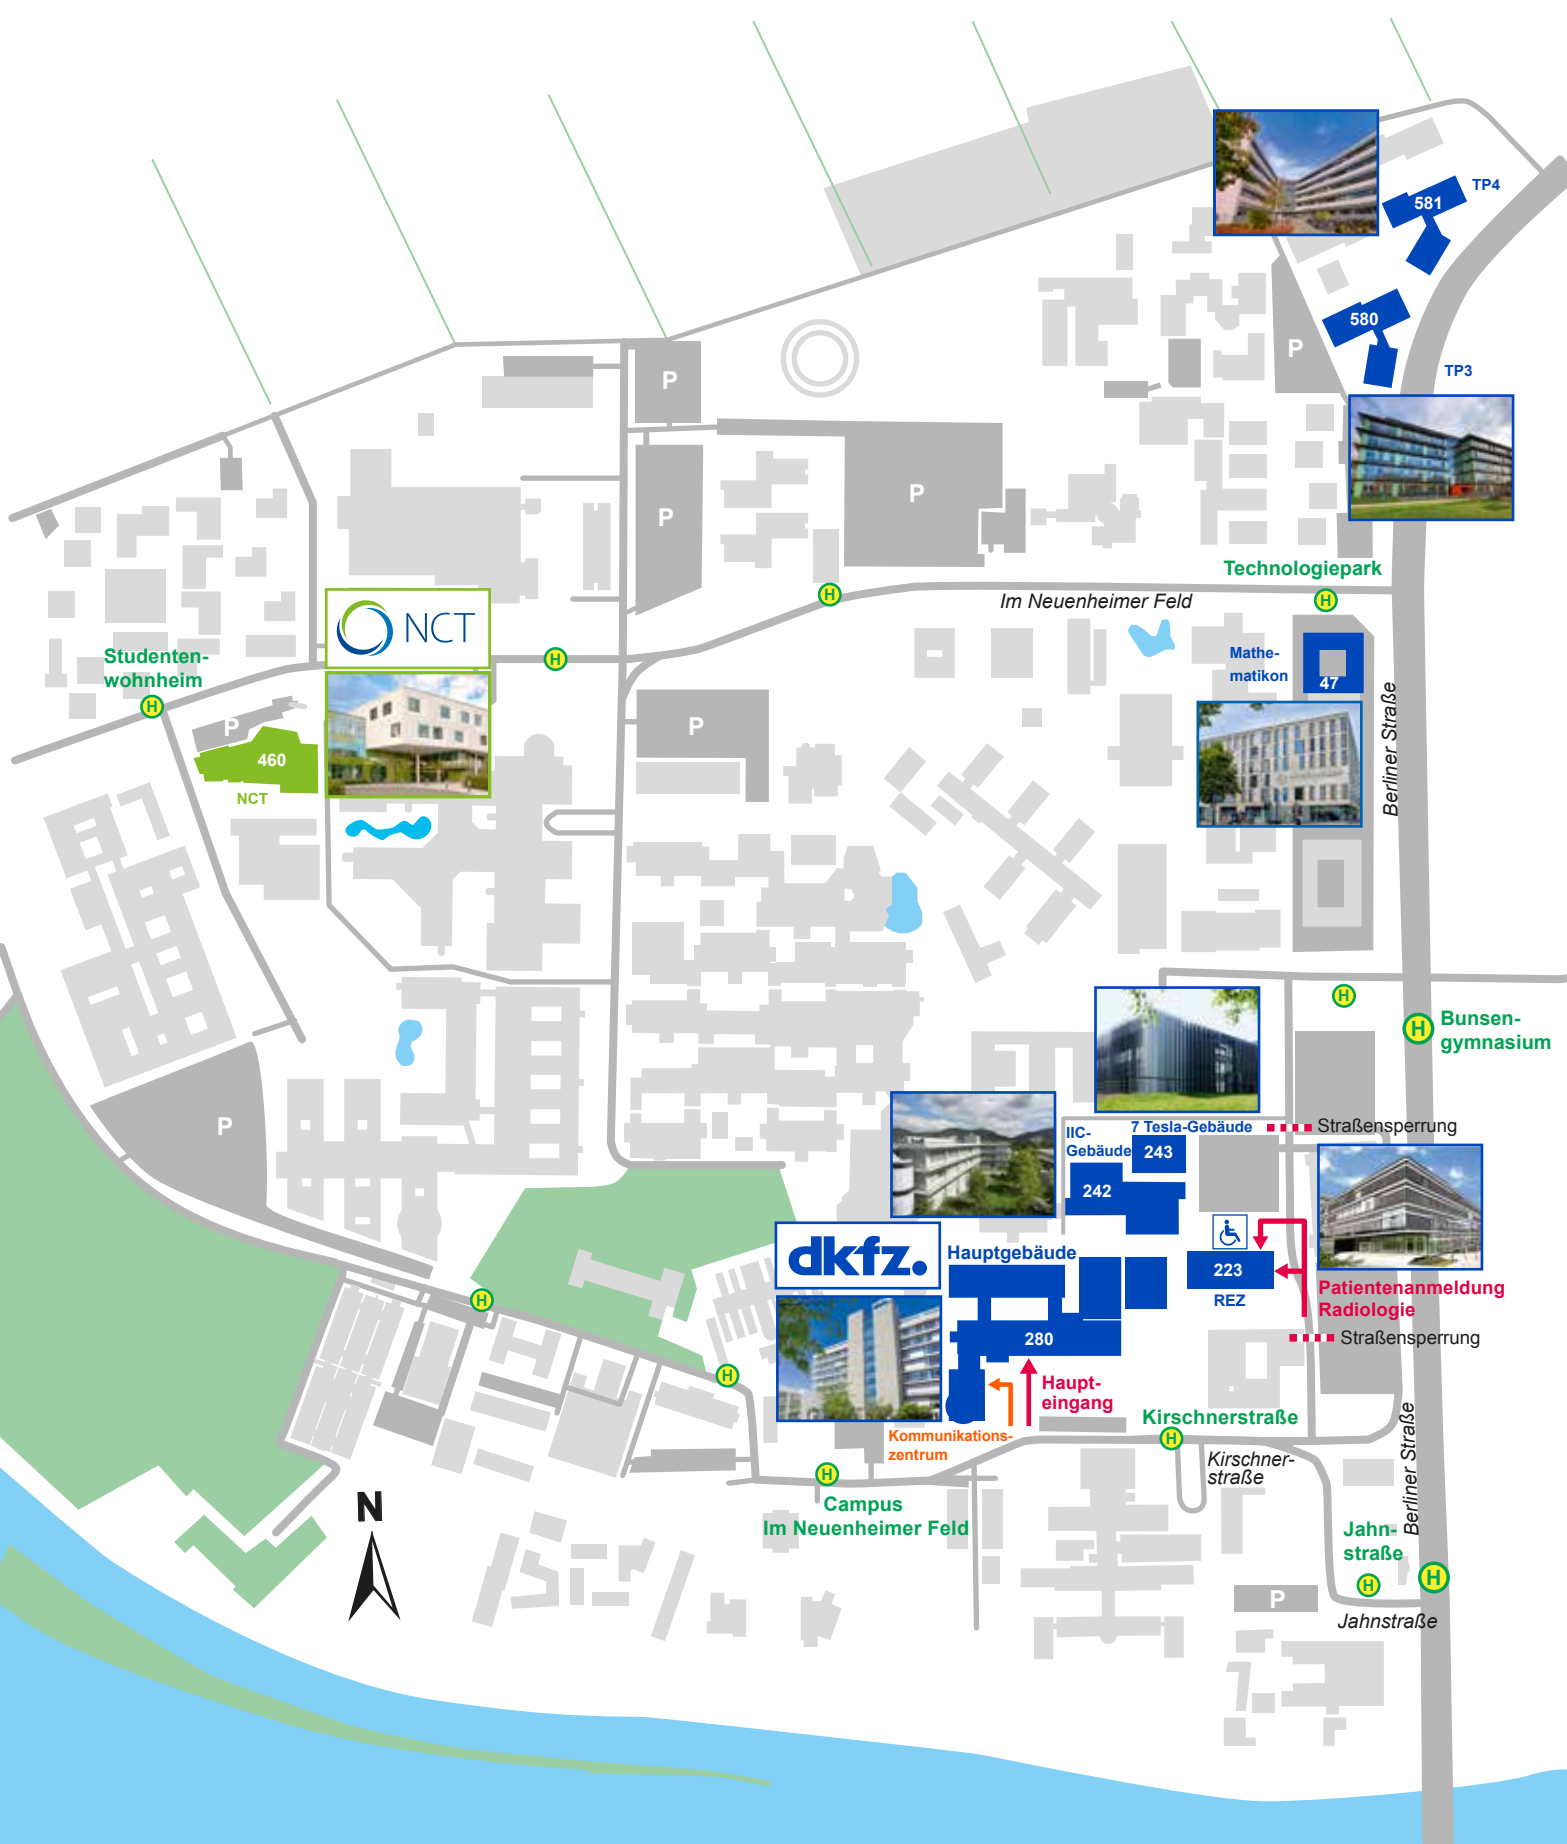 TP4
581
580
P
TP3
P
P
P
Technologiepark
H
H
Im Neuenheimer Feld
NCT
H
Studenten-
wohnheim
H
Mathe-
matikon
47
Berliner Straße
P
P
460
NCT
H
H
Bunsen-
gymnasium
P
7 Tesla-Gebäude
Straßensperrung
IIC-
Gebäude
243
242
dkfz.
Hauptgebäude
223
REZ
Patientenanmeldung
Radiologie
H
280
Straßensperrung
H
Haupt-
eingang
Kommunikations-
zentrum
Kirschnerstraße
H
Kirschner-
straße
Berliner Straße
H
Campus
Im Neuenheimer Feld
N
Jahn-
straße
H
H
P
Jahnstraße